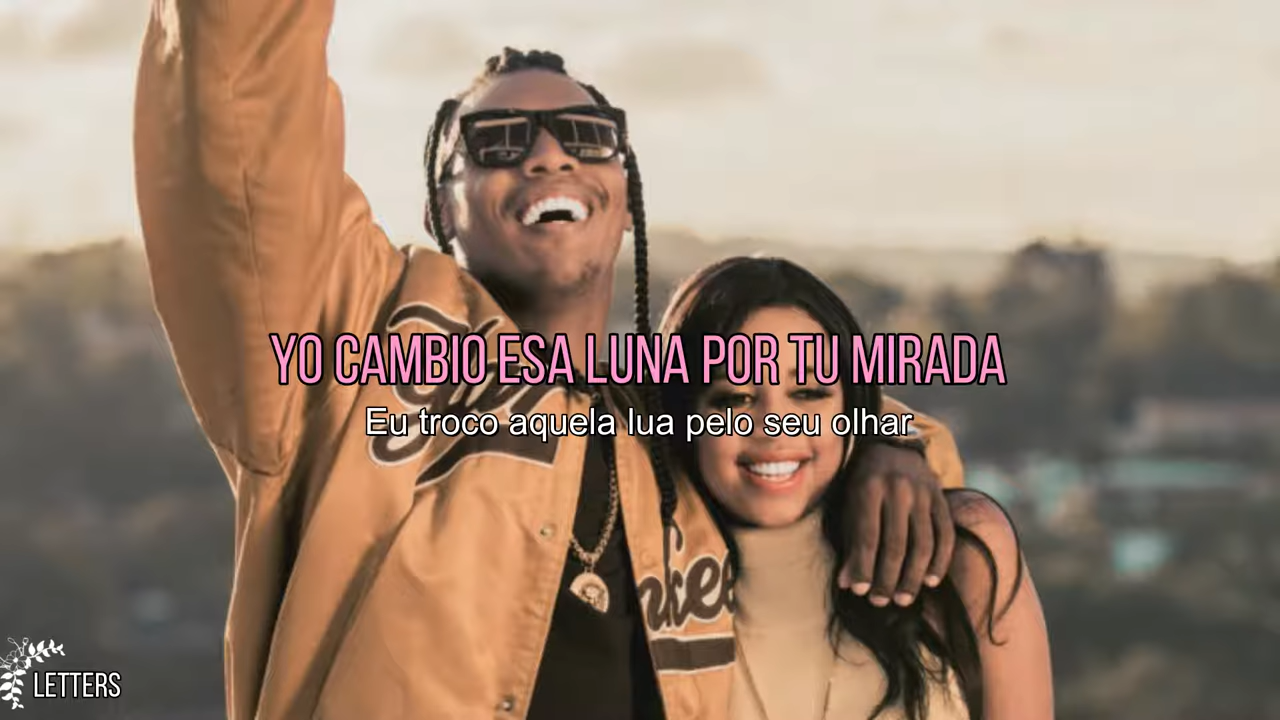 YO CAMBIO ESA LUNA POR TU MIRADA
Eu troco aquela lua pelo seu olhar
LETTERS